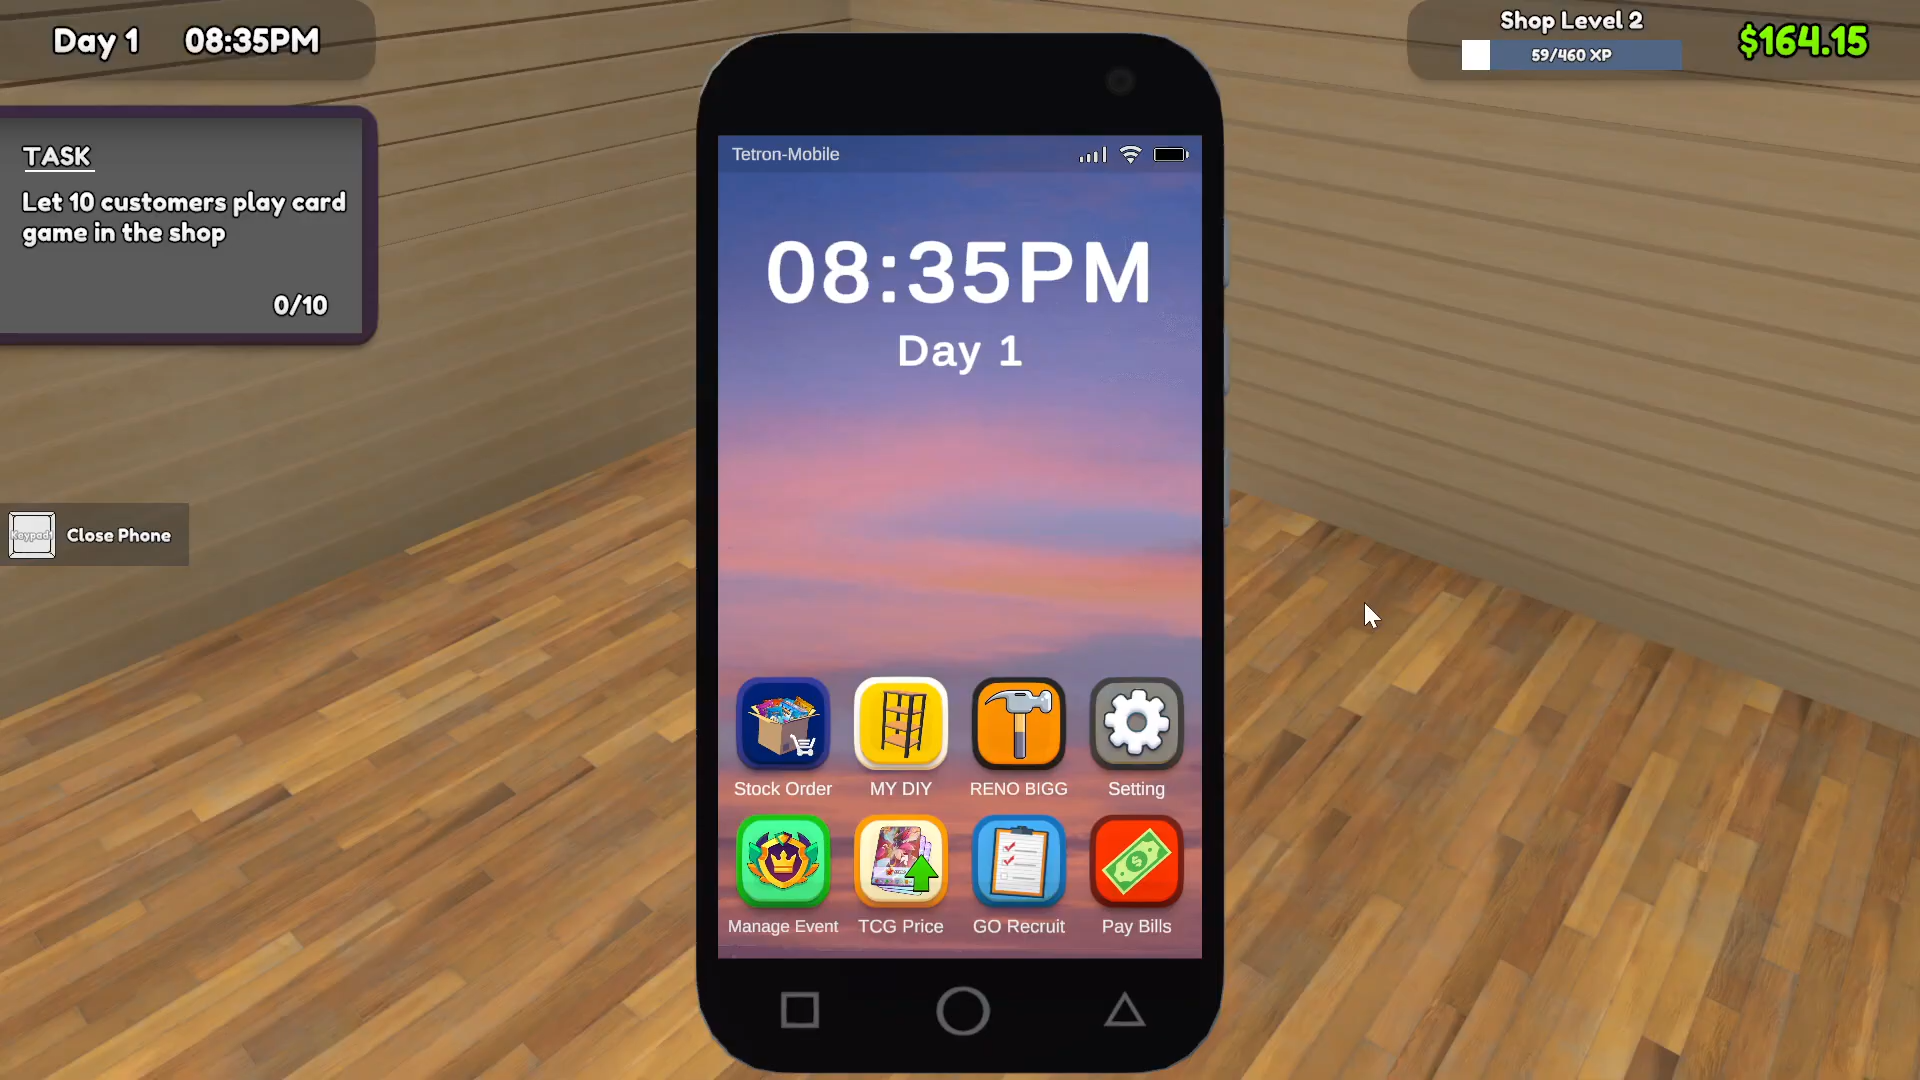 Day 1 08:35PM
Shop Level 2
59/460 XP
$164.15
TASK
Let 10 customers play card
game in the shop
0/10
Keypad
Close Phone
Tetron-Mobile
08:35PM
Day 1
Stock Order
MY DIY
RENO BIGG
Setting
Manage Event
TCG Price
GO Recruit
Pay Bills